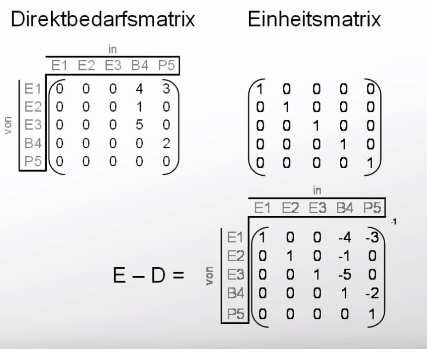 Direktbedarfsmatrix
Einheitsmatrix
in
E1 E2 E3 B4 P5
von
E1 0 0 0 4 3
E2 0 0 0 1 0
E3 0 0 0 5 0
B4 0 0 0 0 2
P5 0 0 0 0 0
1 0 0 0 0
0 1 0 0 0
0 0 1 0 0
0 0 0 1 0
0 0 0 0 1
E – D =
in
E1 E2 E3 B4 P5
-1
von
E1 1 0 0 -4 -3
E2 0 1 0 -1 0
E3 0 0 1 -5 0
B4 0 0 0 1 -2
P5 0 0 0 0 1